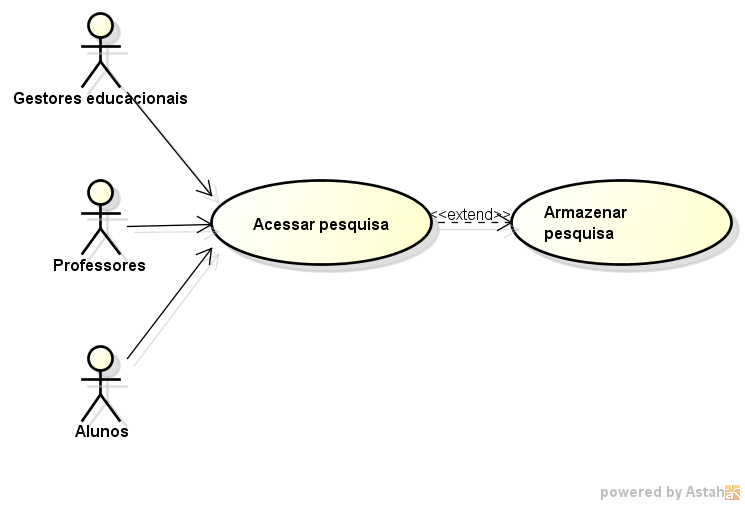 Gestores educacionais
Professores
Alunos
Acessar pesquisa
<<extend>>
Armazenar
pesquisa
powered by Astah